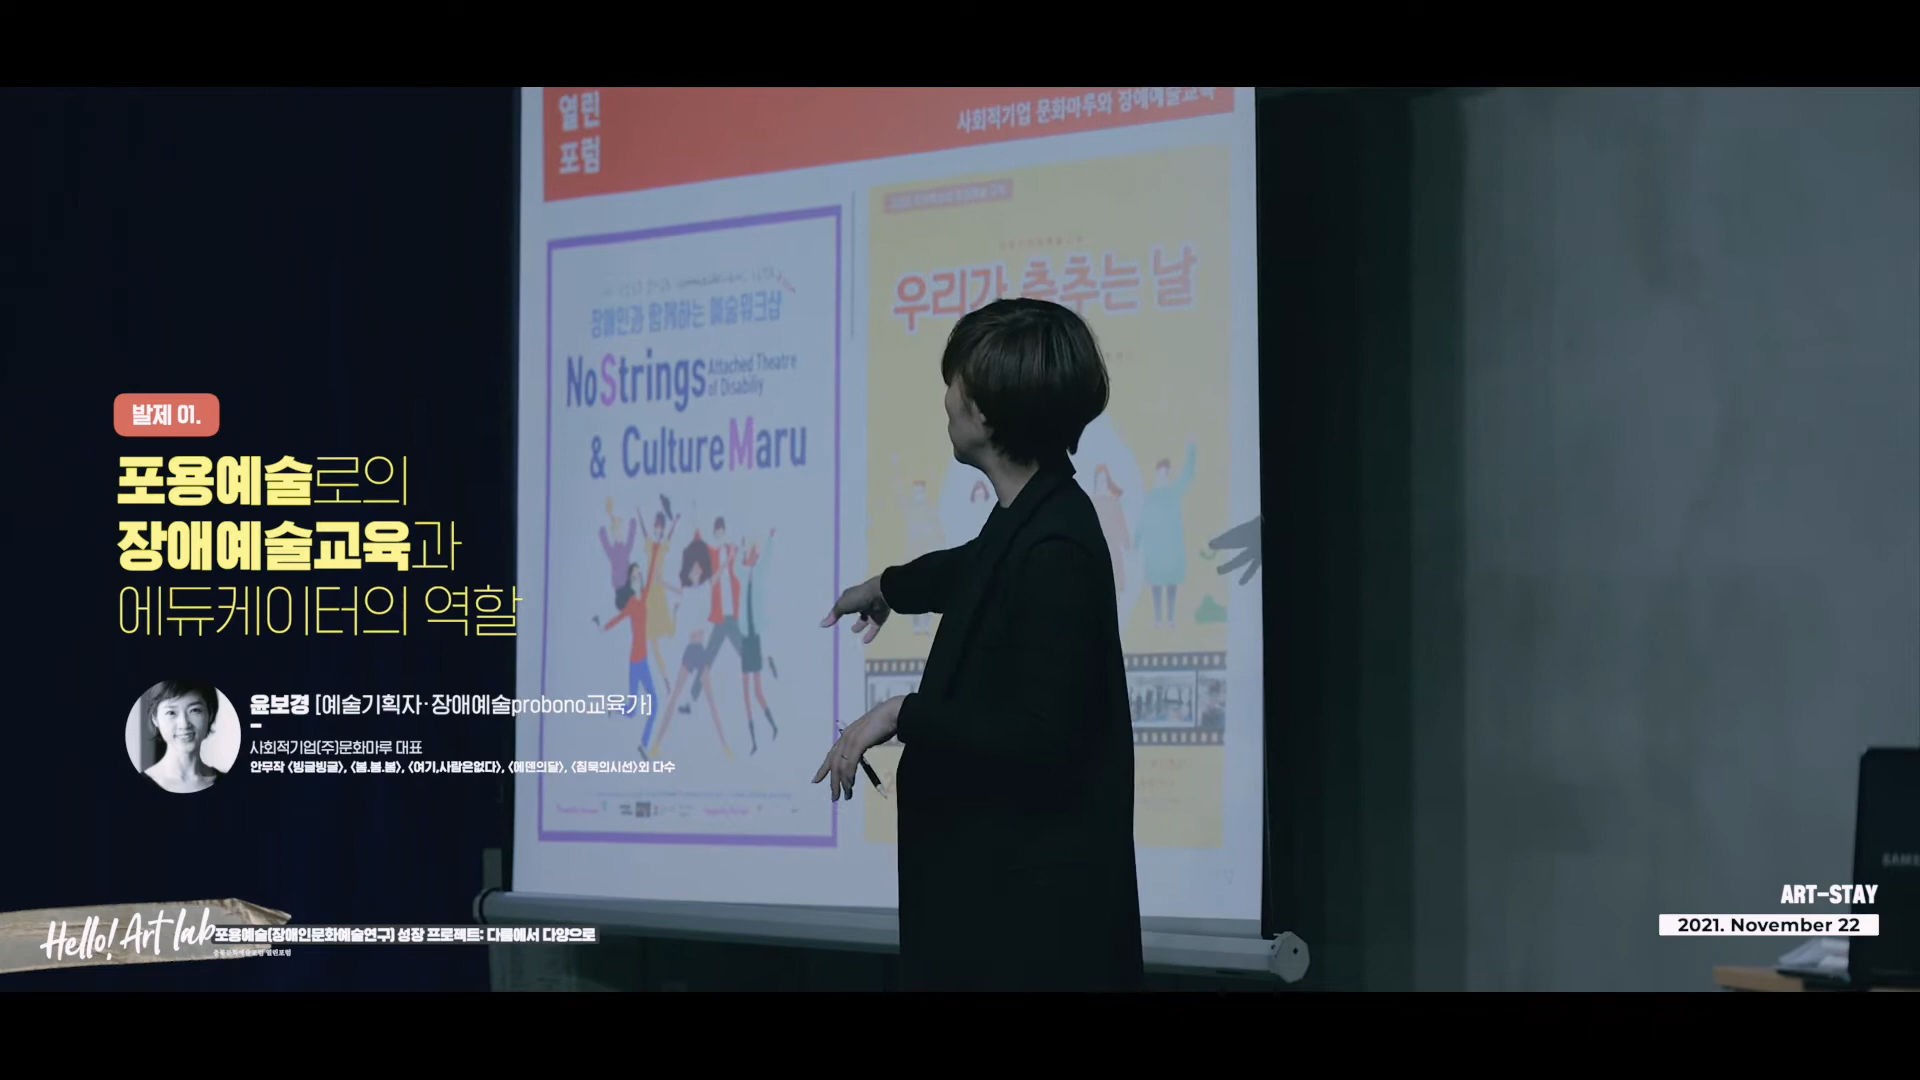 열린
포럼
사회적기업 문화마루와 장애예술교육
장애인과 함께하는 예술워크샵
NoStrings Attached Theatre
of Disability
& CultureMaru
우리가 춤추는 날
발제 01.
포용예술로의
장애예술교육과
에듀케이터의 역할
윤보경 [예술기획자·장애예술probono교육가]
사회적기업(주)문화마루 대표
안무작 <빙글빙글>, <봄.봄.봄>, <여기,사람은없다>, <에덴의달>, <침묵의시선>외 다수
Hello! Art lab
포용예술(장애인문화예술연구) 성장 프로젝트: 다름에서 다양으로
ART-STAY
2021. November 22